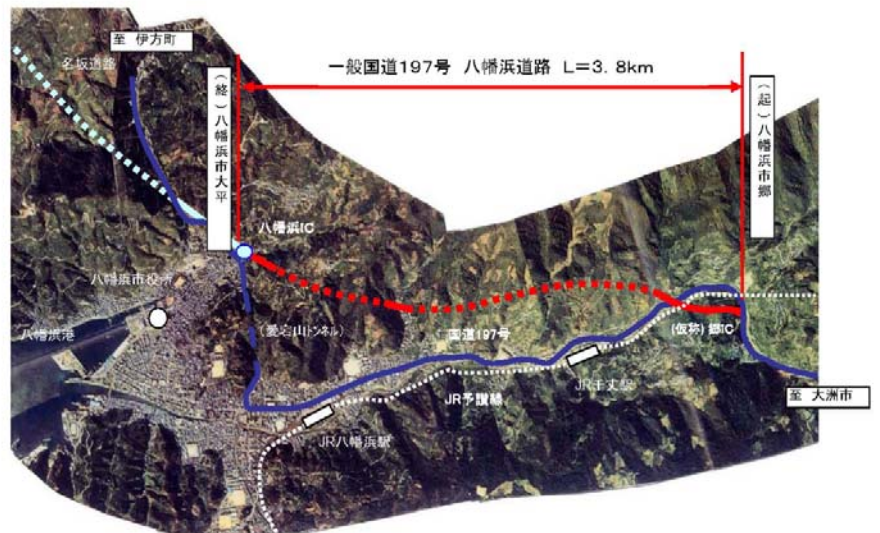 至 伊方町
名坂道路
一般国道197号 八幡浜道路 L=3.8km
(終)八幡浜市大平
(起)八幡浜市郷
八幡浜IC
八幡浜市役所
八幡浜港
(愛宕山トンネル)
国道197号
(仮称)郷IC
JR千丈駅
JR予讃線
至 大洲市
JR八幡浜駅